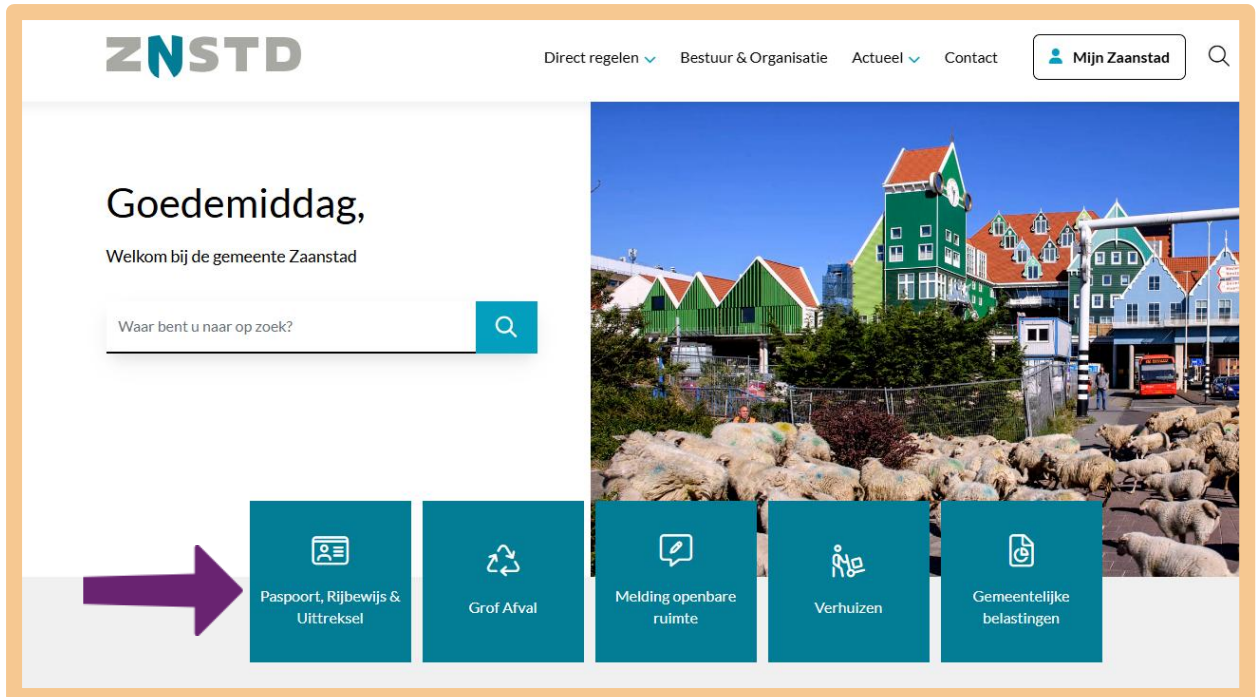 ZNSTD
Direct regelen
Bestuur & Organisatie
Actueel
Contact
Mijn Zaanstad
Goedemiddag,
Welkom bij de gemeente Zaanstad
Waar bent u naar op zoek?
Paspoort, Rijbewijs &
Uittreksel
Grof Afval
Melding openbare
ruimte
Verhuizen
Gemeentelijke
belastingen